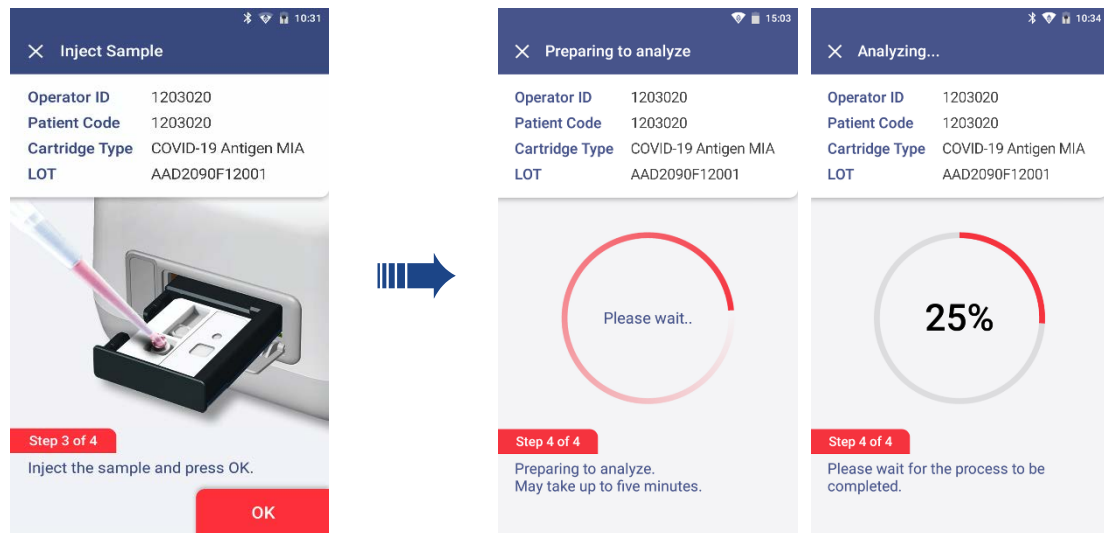 10:31
Inject Sample
Operator ID 1203020
Patient Code 1203020
Cartridge Type COVID-19 Antigen MIA
LOT AAD2090F12001
Step 3 of 4
Inject the sample and press OK.
OK
15:03
Preparing to analyze
Operator ID 1203020
Patient Code 1203020
Cartridge Type COVID-19 Antigen MIA
LOT AAD2090F12001
Please wait..
Step 4 of 4
Preparing to analyze.
May take up to five minutes.
10:34
Analyzing...
Operator ID 1203020
Patient Code 1203020
Cartridge Type COVID-19 Antigen MIA
LOT AAD2090F12001
25%
Step 4 of 4
Please wait for the process to be
completed.